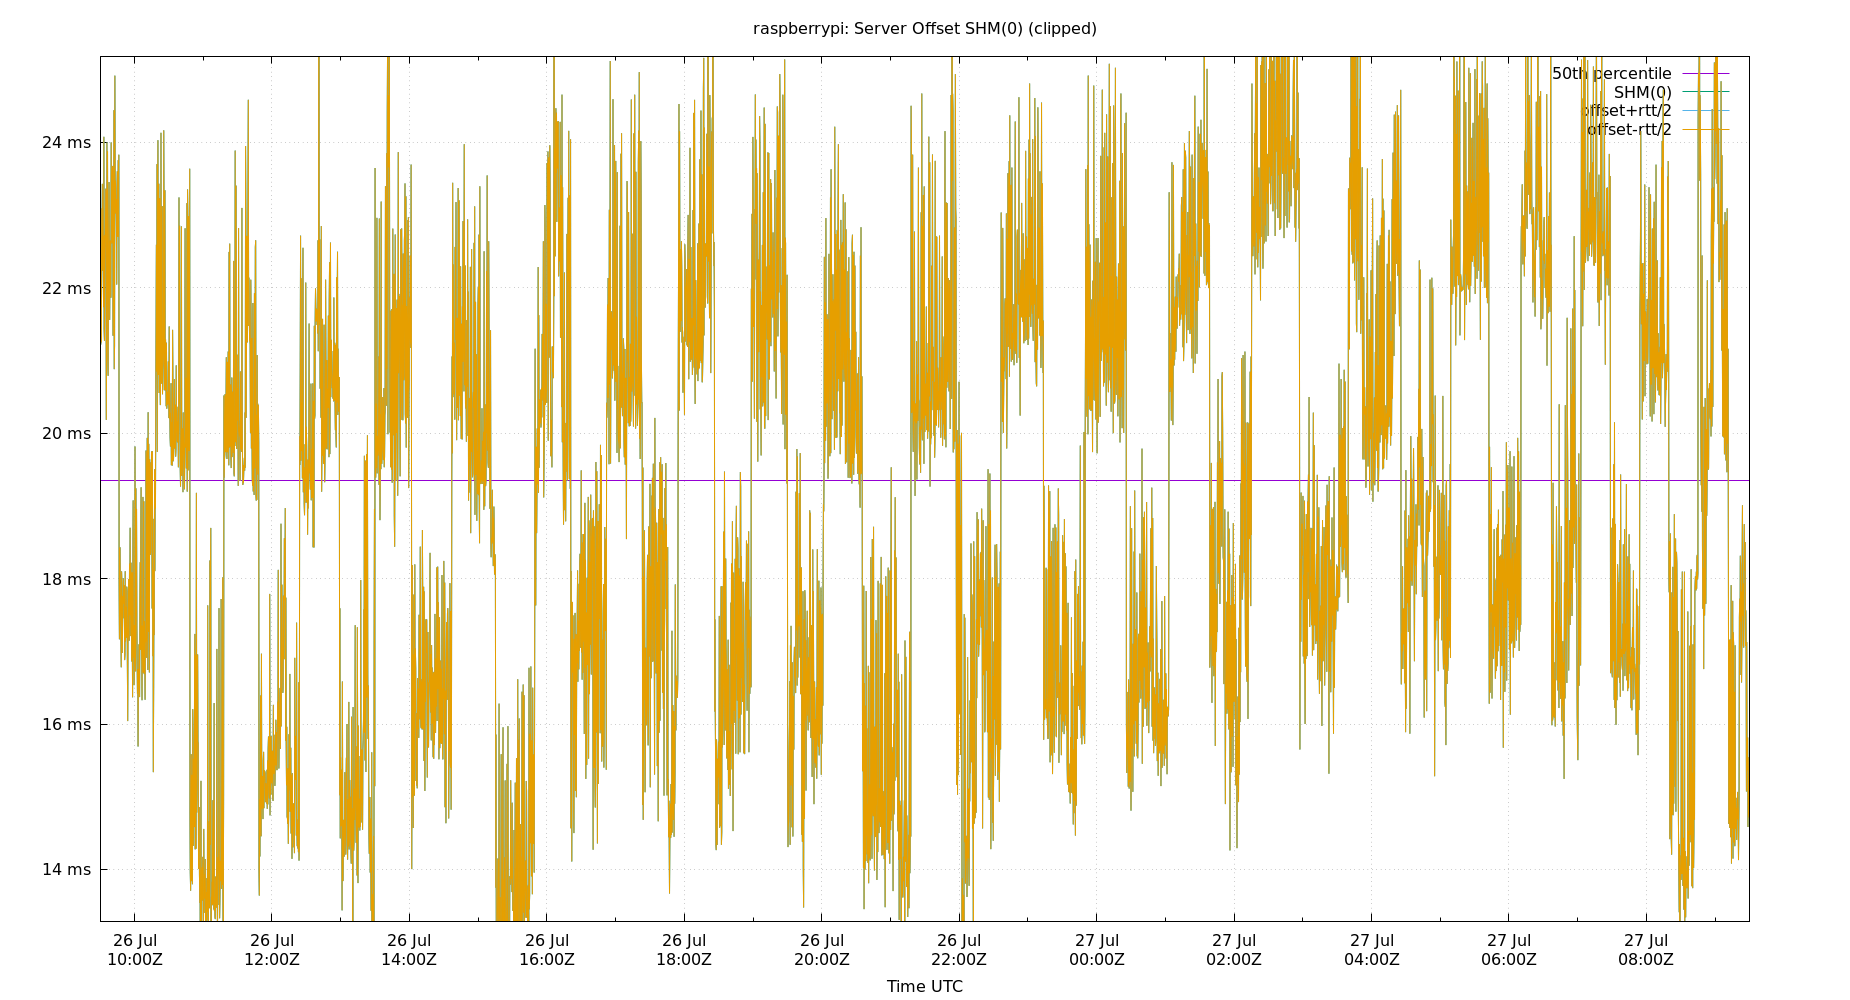 raspberrypi: Server Offset SHM(0) (clipped)
50th percentile
SHM(0)
offset+rtt/2
offset-rtt/2
24 ms
22 ms
20 ms
18 ms
16 ms
14 ms
26 Jul 26 Jul 26 Jul 26 Jul 26 Jul 26 Jul 26 Jul 27 Jul 27 Jul 27 Jul 27 Jul 27 Jul
10:00Z 12:00Z 14:00Z 16:00Z 18:00Z 20:00Z 22:00Z 00:00Z 02:00Z 04:00Z 06:00Z 08:00Z
Time UTC